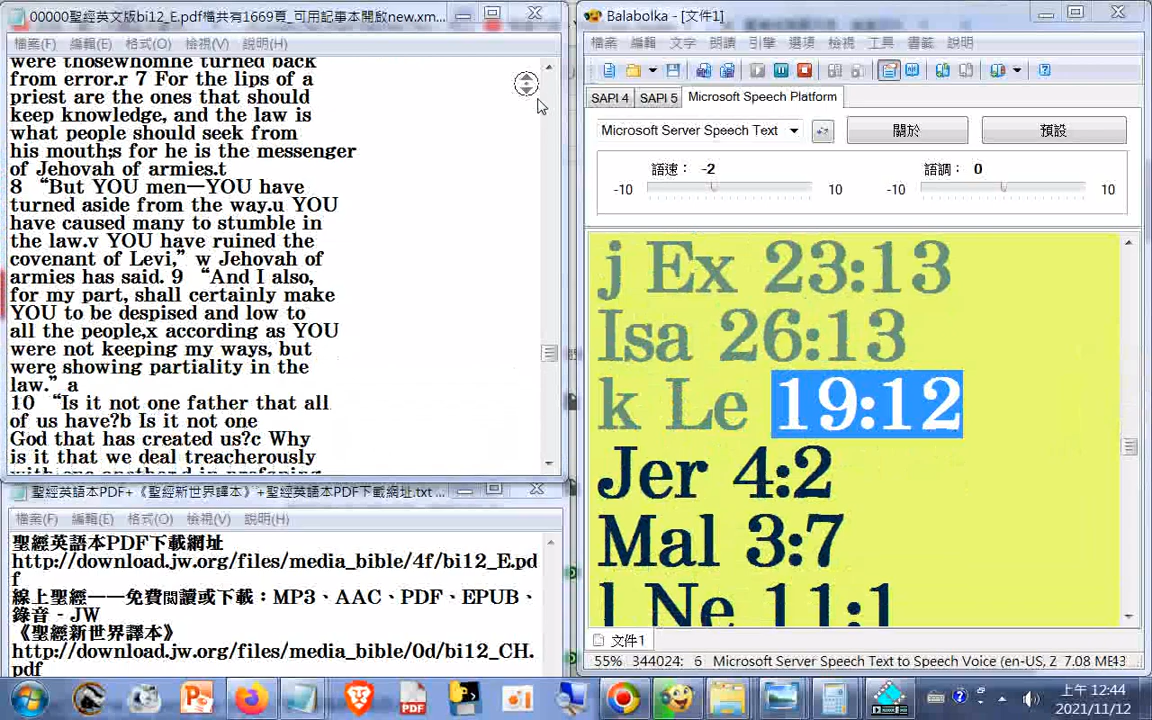 00000聖經英文版bi12_E.pdf檔共有1669頁_可用記事本開啟new.xm...
檔案(F) 編輯(E) 格式(O) 檢視(V) 說明(H)
were thosewhomhe turned back
from error.r 7 For the lips of a
priest are the ones that should
keep knowledge, and the law is
what people should seek from
his mouth;s for he is the messenger
of Jehovah of armies.t
8 “But YOU men—YOU have
turned aside from the way.u YOU
have caused many to stumble in
the law.v YOU have ruined the
covenant of Levi,” w Jehovah of
armies has said. 9 “And I also,
for my part, shall certainly make
YOU to be despised and low to
all the people,x according as YOU
were not keeping my ways, but
were showing partiality in the
law.” a
10 “Is it not one father that all
of us have?b Is it not one
God that has created us?c Why
is it that we deal treacherously
with one another,d in profaning
聖經英語本PDF+《聖經新世界譯本》+聖經英語本PDF下載網址.txt ...
檔案(F) 編輯(E) 格式(O) 檢視(V) 說明(H)
聖經英語本PDF下載網址
http://download.jw.org/files/media_bible/4f/bi12_E.pd
f
線上聖經——免費閱讀或下載：MP3、AAC、PDF、EPUB、
錄音 - JW
《聖經新世界譯本》
http://download.jw.org/files/media_bible/0d/bi12_CH.
pdf
Balabolka - [文件1]
檔案 編輯 文字 朗讀 引擎 選項 檢視 工具 書籤 說明
SAPI 4 SAPI 5 Microsoft Speech Platform
Microsoft Server Speech Text 關於 預設
語速： -2 語調： 0
-10 10 -10 10
j Ex 23:13
Isa 26:13
k Le 19:12
Jer 4:2
Mal 3:7
l Ne 11:1
文件1
55% 344024: 6 Microsoft Server Speech Text to Speech Voice (en-US, Z 7.08 ME43
上午 12:44
2021/11/12